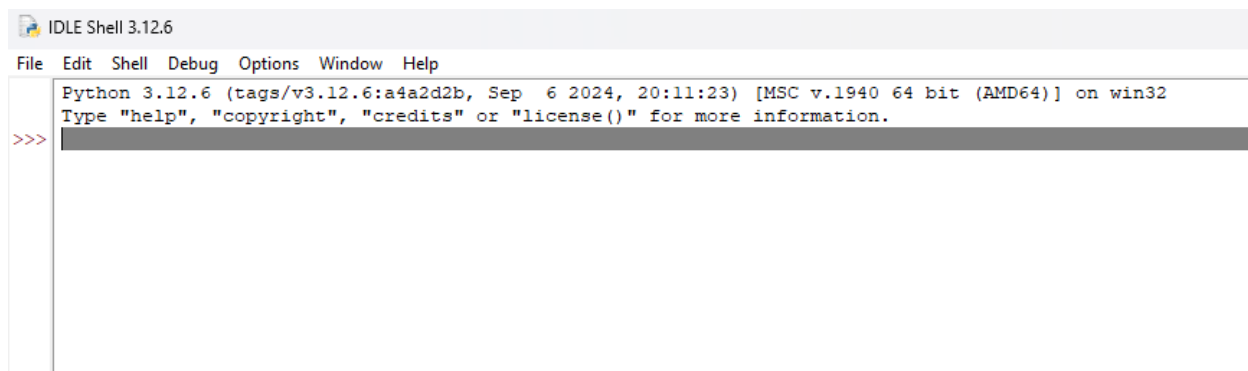 IDLE Shell 3.12.6
File Edit Shell Debug Options Window Help
Python 3.12.6 (tags/v3.12.6:a4a2d2b, Sep  6 2024, 20:11:23) [MSC v.1940 64 bit (AMD64)] on win32
Type "help", "copyright", "credits" or "license()" for more information.
>>>